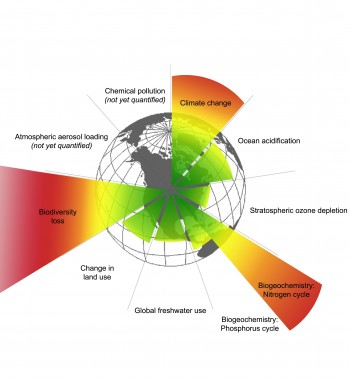 Chemical pollution
(not yet quantified)
Climate change
Ocean acidification
Atmospheric aerosol loading
(not yet quantified)
Stratospheric ozone depletion
Biodiversity
loss
Change in
land use
Biogeochemistry:
Nitrogen cycle
Global freshwater use
Biogeochemistry:
Phosphorus cycle